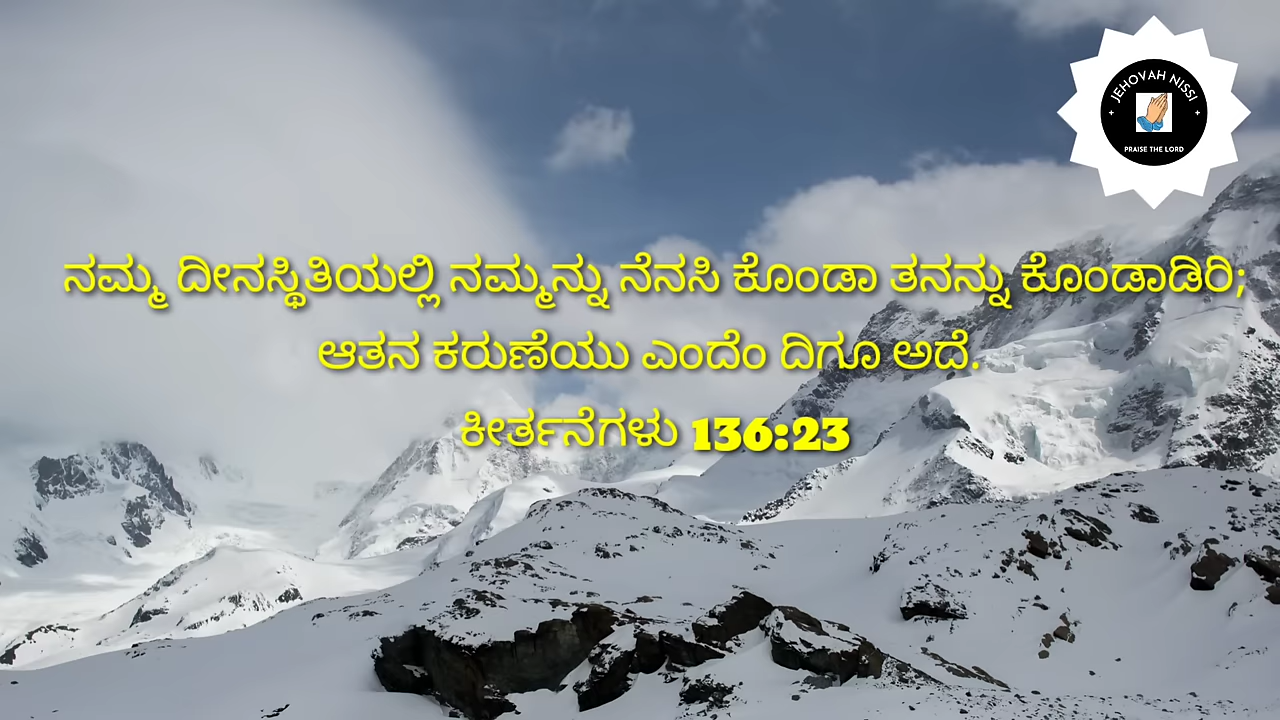 JEHOVAH NISSI
PRAISE THE LORD
ನಮ್ಮ ದೀನಸ್ಥಿತಿಯಲ್ಲಿ ನಮ್ಮನ್ನು ನೆನಸಿ ಕೊಂಡಾ ತನನ್ನು ಕೊಂಡಾಡಿರಿ;
ಆತನ ಕರುಣೆಯು ಎಂದೆಂ ದಿಗೂ ಅದೆ.
ಕೀರ್ತನೆಗಳು 136:23